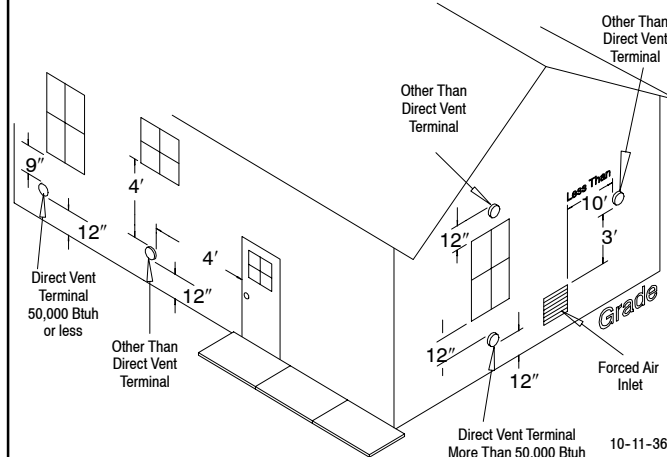 Other Than
Direct Vent
Terminal
Other Than
Direct Vent
Terminal
9″
4′
12″
Less Than
10′
3′
12″
4′
12″
Direct Vent
Terminal
50,000 Btuh
or less
Other Than
Direct Vent
Terminal
12″
12″
Grade
Forced Air
Inlet
Direct Vent Terminal
More Than 50,000 Btuh
10-11-36